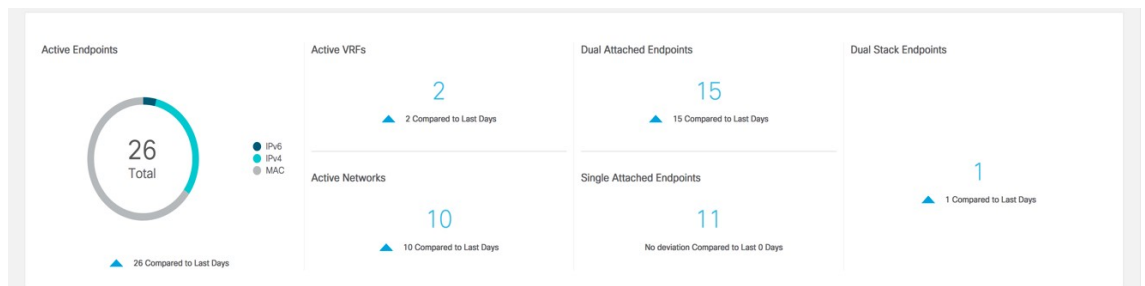 Active Endpoints
26
Total
IPv6
IPv4
MAC
26 Compared to Last Days
Active VRFs
2
2 Compared to Last Days
Active Networks
10
10 Compared to Last Days
Dual Attached Endpoints
15
15 Compared to Last Days
Single Attached Endpoints
11
No deviation Compared to Last 0 Days
Dual Stack Endpoints
1
1 Compared to Last Days